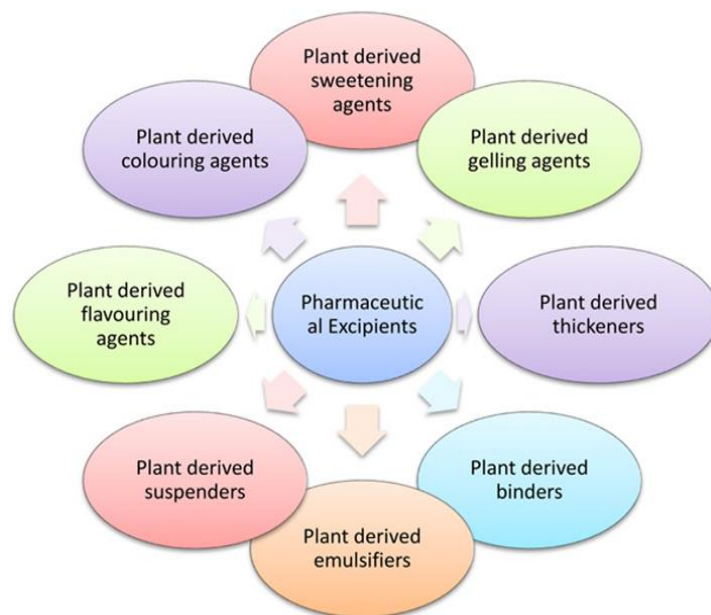 Plant derived
sweetening
agents
Plant derived
colouring agents
Plant derived
gelling agents
Plant derived
flavouring
agents
Pharmaceutic
al Excipients
Plant derived
thickeners
Plant derived
suspenders
Plant derived
binders
Plant derived
emulsifiers